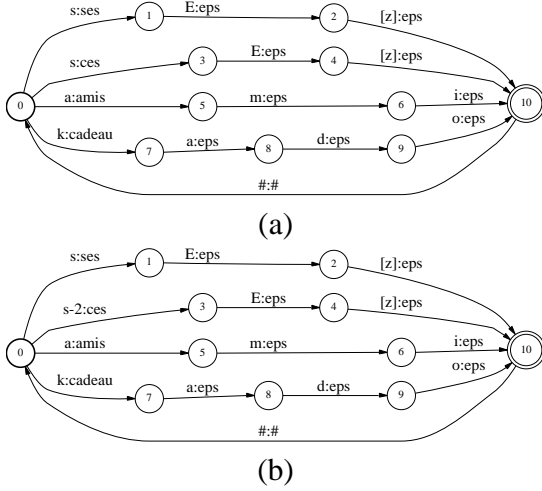 s:ses
1
E:eps
2
[z]:eps
s:ces
3
E:eps
4
[z]:eps
0
a:amis
5
m:eps
6
i:eps
10
k:cadeau
7
a:eps
8
d:eps
9
o:eps
#:#
(a)
s:ses
1
E:eps
2
[z]:eps
s-2:ces
3
E:eps
4
[z]:eps
0
a:amis
5
m:eps
6
i:eps
10
k:cadeau
7
a:eps
8
d:eps
9
o:eps
#:#
(b)